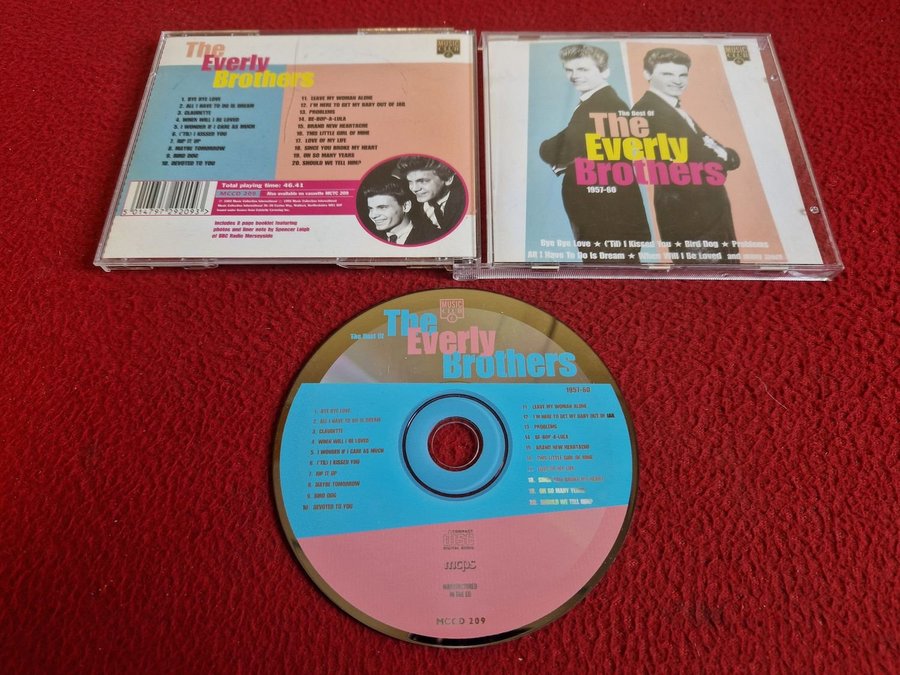 The
Everly
Brothers
1. BYE BYE LOVE
2. ALL I HAVE TO DO IS DREAM
3. CLAUDETTE
4. WHEN WILL I BE LOVED
5. I WONDER IF I CARE AS MUCH
6. ('TIL) I KISSED YOU
7. RIP IT UP
8. MAYBE TOMORROW
9. BIRD DOG
10. DEVOTED TO YOU
11. LEAVE MY WOMAN ALONE
12. I'M HERE TO GET MY BABY OUT OF JAIL
13. PROBLEMS
14. BE-BOP-A-LULA
15. BRAND NEW HEARTACHE
16. THIS LITTLE GIRL OF MINE
17. LOVE OF MY LIFE
18. SINCE YOU BROKE MY HEART
19. OH SO MANY YEARS
20. SHOULD WE TELL HIM?
Total playing time: 46.41
MCCD 209 Also available on cassette MCTC 209
Includes 8 page booklet featuring
photos and liner note by Spencer Leigh
of BBC Radio Merseyside
MUSIC
CLUB
The Best Of
The
Everly
Brothers
1957-60
Bye Bye Love ★ ('Til) I Kissed You ★ Bird Dog ★ Problems
All I Have To Do Is Dream ★ When Will I Be Loved and many more
MUSIC
CLUB
The Best Of
The
Everly
Brothers
1957-60
1. BYE BYE LOVE
2. ALL I HAVE TO DO IS DREAM
3. CLAUDETTE
4. WHEN WILL I BE LOVED
5. I WONDER IF I CARE AS MUCH
6. ('TIL) I KISSED YOU
7. RIP IT UP
8. MAYBE TOMORROW
9. BIRD DOG
10. DEVOTED TO YOU
11. LEAVE MY WOMAN ALONE
12. I'M HERE TO GET MY BABY OUT OF JAIL
13. PROBLEMS
14. BE-BOP-A-LULA
15. BRAND NEW HEARTACHE
16. THIS LITTLE GIRL OF MINE
17. LOVE OF MY LIFE
18. SINCE YOU BROKE MY HEART
19. OH SO MANY YEARS
20. SHOULD WE TELL HIM?
COMPACT
disc
DIGITAL AUDIO
mcps
MANUFACTURED
IN THE EU
MCCD 209